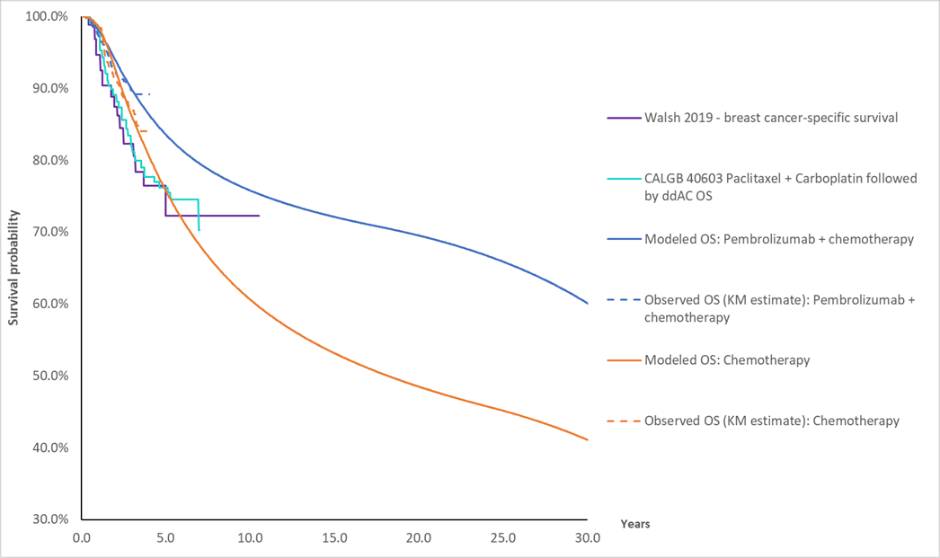 100.0%
90.0%
80.0%
70.0%
60.0%
50.0%
40.0%
30.0%
Survival probability
0.0
5.0
10.0
15.0
20.0
25.0
30.0
Years
Walsh 2019 - breast cancer-specific survival
CALGB 40603 Paclitaxel + Carboplatin followed
by ddAC OS
Modeled OS: Pembrolizumab + chemotherapy
Observed OS (KM estimate): Pembrolizumab +
chemotherapy
Modeled OS: Chemotherapy
Observed OS (KM estimate): Chemotherapy